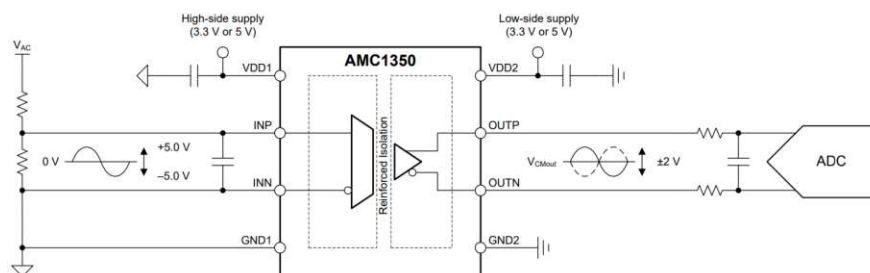 High-side supply
(3.3 V or 5 V)
Low-side supply
(3.3 V or 5 V)
VAC
AMC1350
VDD1
VDD2
INP
OUTP
0 V
+5.0 V
–5.0 V
Reinforced Isolation
VCMout
±2 V
ADC
INN
OUTN
GND1
GND2